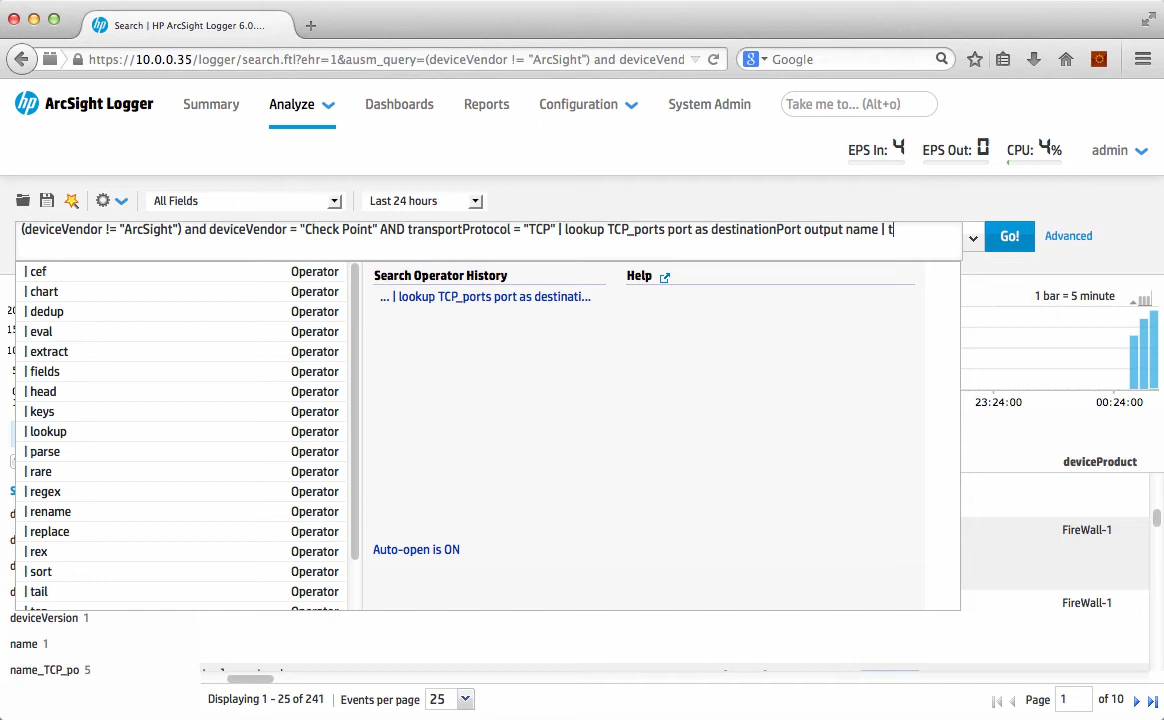 Search | HP ArcSight Logger 6.0....
https://10.0.0.35/logger/search.ftl?ehr=1&ausm_query=(deviceVendor != "ArcSight") and deviceVend
Google
ArcSight Logger
Summary
Analyze
Dashboards
Reports
Configuration
System Admin
Take me to... (Alt+o)
EPS In: 4
EPS Out: 0
CPU: 4%
admin
All Fields
Last 24 hours
(deviceVendor != "ArcSight") and deviceVendor = "Check Point" AND transportProtocol = "TCP" | lookup TCP_ports port as destinationPort output name | t
Go!
Advanced
| cef Operator
| chart Operator
| dedup Operator
| eval Operator
| extract Operator
| fields Operator
| head Operator
| keys Operator
| lookup Operator
| parse Operator
| rare Operator
| regex Operator
| rename Operator
| replace Operator
| rex Operator
| sort Operator
| tail Operator
Search Operator History
... | lookup TCP_ports port as destinati...
Auto-open is ON
Help
1 bar = 5 minute
23:24:00
00:24:00
deviceProduct
FireWall-1
FireWall-1
deviceVersion 1
name 1
name_TCP_po 5
Displaying 1 - 25 of 241
Events per page 25
Page 1 of 10